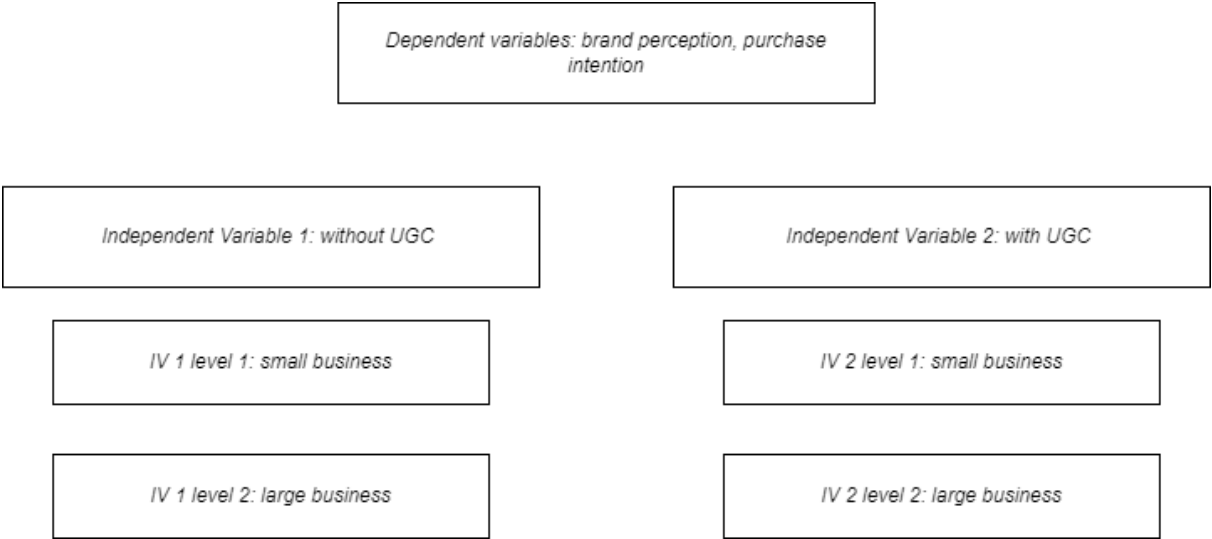 Dependent variables: brand perception, purchase
intention
Independent Variable 1: without UGC
Independent Variable 2: with UGC
IV 1 level 1: small business
IV 2 level 1: small business
IV 1 level 2: large business
IV 2 level 2: large business